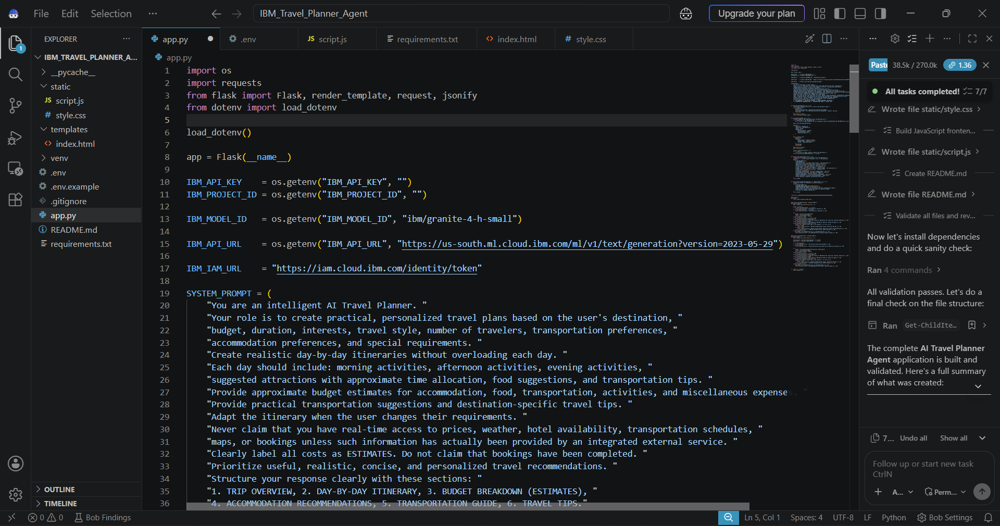 File Edit Selection ··· IBM_Travel_Planner_Agent Upgrade your plan
EXPLORER ···
IBM_TRAVEL_PLANNER_A...
__pycache__
static
JS script.js
# style.css
templates
<> index.html
venv
.env
.env.example
.gitignore
app.py
README.md
requirements.txt
OUTLINE
TIMELINE
1
app.py .env JS script.js requirements.txt <> index.html # style.css
app.py
1 import os
2 import requests
3 from flask import Flask, render_template, request, jsonify
4 from dotenv import load_dotenv
5
6 load_dotenv()
7
8 app = Flask(__name__)
9
10 IBM_API_KEY    = os.getenv("IBM_API_KEY", "")
11 IBM_PROJECT_ID = os.getenv("IBM_PROJECT_ID", "")
12
13 IBM_MODEL_ID   = os.getenv("IBM_MODEL_ID", "ibm/granite-4-h-small")
14
15 IBM_API_URL    = os.getenv("IBM_API_URL", "https://us-south.ml.cloud.ibm.com/ml/v1/text/generation?version=2023-05-29")
16
17 IBM_IAM_URL    = "https://iam.cloud.ibm.com/identity/token"
18
19 SYSTEM_PROMPT = (
20     "You are an intelligent AI Travel Planner. "
21     "Your role is to create practical, personalized travel plans based on the user's destination, "
22     "budget, duration, interests, travel style, number of travelers, transportation preferences, "
23     "accommodation preferences, and special requirements. "
24     "Create realistic day-by-day itineraries without overloading each day. "
25     "Each day should include: morning activities, afternoon activities, evening activities, "
26     "suggested attractions with approximate time allocation, food suggestions, and transportation tips. "
27     "Provide approximate budget estimates for accommodation, food, transportation, activities, and miscellaneous expenses. "
28     "Provide practical transportation suggestions and destination-specific travel tips. "
29     "Adapt the itinerary when the user changes their requirements. "
30     "Never claim that you have real-time access to prices, weather, hotel availability, transportation schedules, "
31     "maps, or bookings unless such information has actually been provided by an integrated external service. "
32     "Clearly label all costs as ESTIMATES. Do not claim that bookings have been completed. "
33     "Prioritize useful, realistic, concise, and personalized travel recommendations. "
34     "Structure your response clearly with these sections: "
35     "1. TRIP OVERVIEW, 2. DAY-BY-DAY ITINERARY, 3. BUDGET BREAKDOWN (ESTIMATES), "
36     "4. ACCOMMODATION RECOMMENDATIONS, 5. TRANSPORTATION GUIDE, 6. TRAVEL TIPS."
Paste 38.5k / 270.0k 1.36
All tasks completed! 7/7
Wrote file static/style.css
Build JavaScript fronten...
Wrote file static/script.js
Create README.md
Wrote file README.md
Validate all files and rev...
Now let's install dependencies
and do a quick sanity check:
Ran 4 commands
All validation passes. Let's do a
final check on the file structure:
Ran Get-ChildIte...
The complete AI Travel Planner
Agent application is built and
validated. Here's a full summary
of what was created:
7... Undo all Show all
Follow up or start new task
CtrlN
A... Perm...
0 0 Bob Findings Ln 5, Col 1 Spaces: 4 UTF-8 LF Python Bob Settings